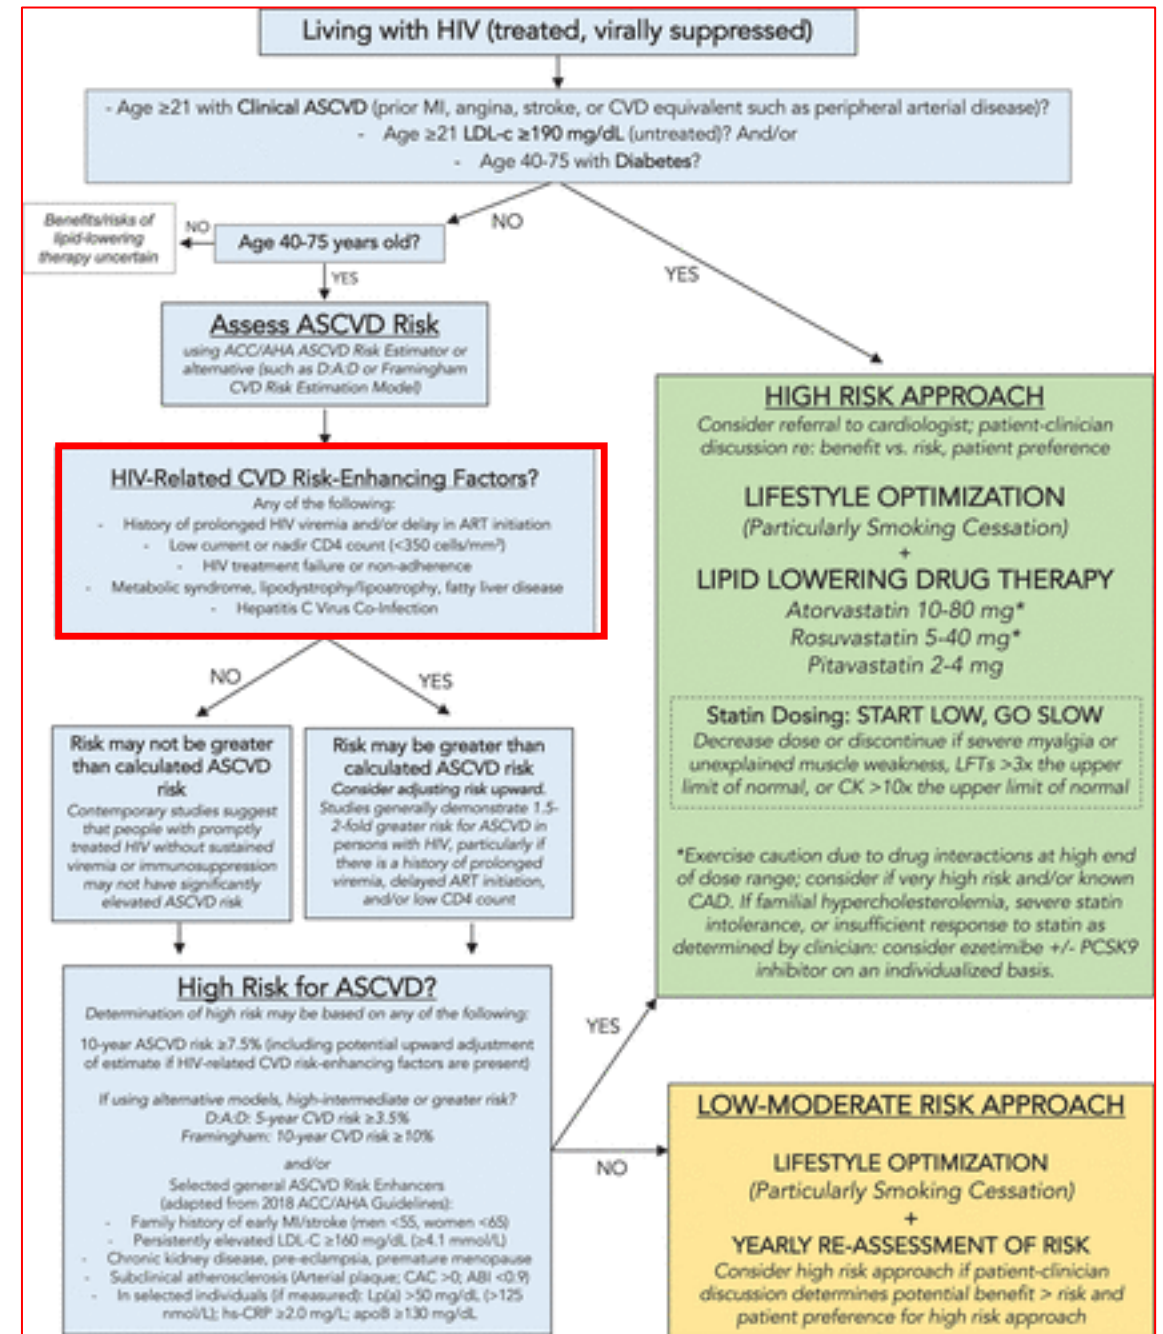 Living with HIV (treated, virally suppressed)
- Age ≥21 with Clinical ASCVD (prior MI, angina, stroke, or CVD equivalent such as peripheral arterial disease)?
- Age ≥21 LDL-c ≥190 mg/dL (untreated)? And/or
- Age 40-75 with Diabetes?
NO
YES
Age 40-75 years old?
NO
Benefits/risks of
lipid-lowering
therapy uncertain
YES
Assess ASCVD Risk
using ACC/AHA ASCVD Risk Estimator or
alternative (such as D:A:D or Framingham
CVD Risk Estimation Model)
HIV-Related CVD Risk-Enhancing Factors?
Any of the following:
- History of prolonged HIV viremia and/or delay in ART initiation
- Low current or nadir CD4 count (<350 cells/mm³)
- HIV treatment failure or non-adherence
- Metabolic syndrome, lipodystrophy/lipoatrophy, fatty liver disease
- Hepatitis C Virus Co-Infection
NO
YES
Risk may not be greater
than calculated ASCVD
risk
Contemporary studies suggest
that people with promptly
treated HIV without sustained
viremia or immunosuppression
may not have significantly
elevated ASCVD risk
Risk may be greater than
calculated ASCVD risk
Consider adjusting risk upward.
Studies generally demonstrate 1.5-
2-fold greater risk for ASCVD in
persons with HIV, particularly if
there is a history of prolonged
viremia, delayed ART initiation,
and/or low CD4 count
High Risk for ASCVD?
Determination of high risk may be based on any of the following:
10-year ASCVD risk ≥7.5% (including potential upward adjustment
of estimate if HIV-related CVD risk-enhancing factors are present)
If using alternative models, high-intermediate or greater risk?
D:A:D: 5-year CVD risk ≥3.5%
Framingham: 10-year CVD risk ≥10%
and/or
Selected general ASCVD Risk Enhancers
(adapted from 2018 ACC/AHA Guidelines):
- Family history of early MI/stroke (men <55, women <65)
- Persistently elevated LDL-C ≥160 mg/dL (≥4.1 mmol/L)
- Chronic kidney disease, pre-eclampsia, premature menopause
- Subclinical atherosclerosis (Arterial plaque; CAC >0; ABI <0.9)
- In selected individuals (if measured): Lp(a) >50 mg/dL (>125
nmol/L); hs-CRP ≥2.0 mg/L; apoB ≥130 mg/dL
YES
NO
HIGH RISK APPROACH
Consider referral to cardiologist; patient-clinician
discussion re: benefit vs. risk, patient preference
LIFESTYLE OPTIMIZATION
(Particularly Smoking Cessation)
+
LIPID LOWERING DRUG THERAPY
Atorvastatin 10-80 mg*
Rosuvastatin 5-40 mg*
Pitavastatin 2-4 mg
Statin Dosing: START LOW, GO SLOW
Decrease dose or discontinue if severe myalgia or
unexplained muscle weakness, LFTs >3x the upper
limit of normal, or CK >10x the upper limit of normal
*Exercise caution due to drug interactions at high end
of dose range; consider if very high risk and/or known
CAD. If familial hypercholesterolemia, severe statin
intolerance, or insufficient response to statin as
determined by clinician: consider ezetimibe +/- PCSK9
inhibitor on an individualized basis.
LOW-MODERATE RISK APPROACH
LIFESTYLE OPTIMIZATION
(Particularly Smoking Cessation)
+
YEARLY RE-ASSESSMENT OF RISK
Consider high risk approach if patient-clinician
discussion determines potential benefit > risk and
patient preference for high risk approach